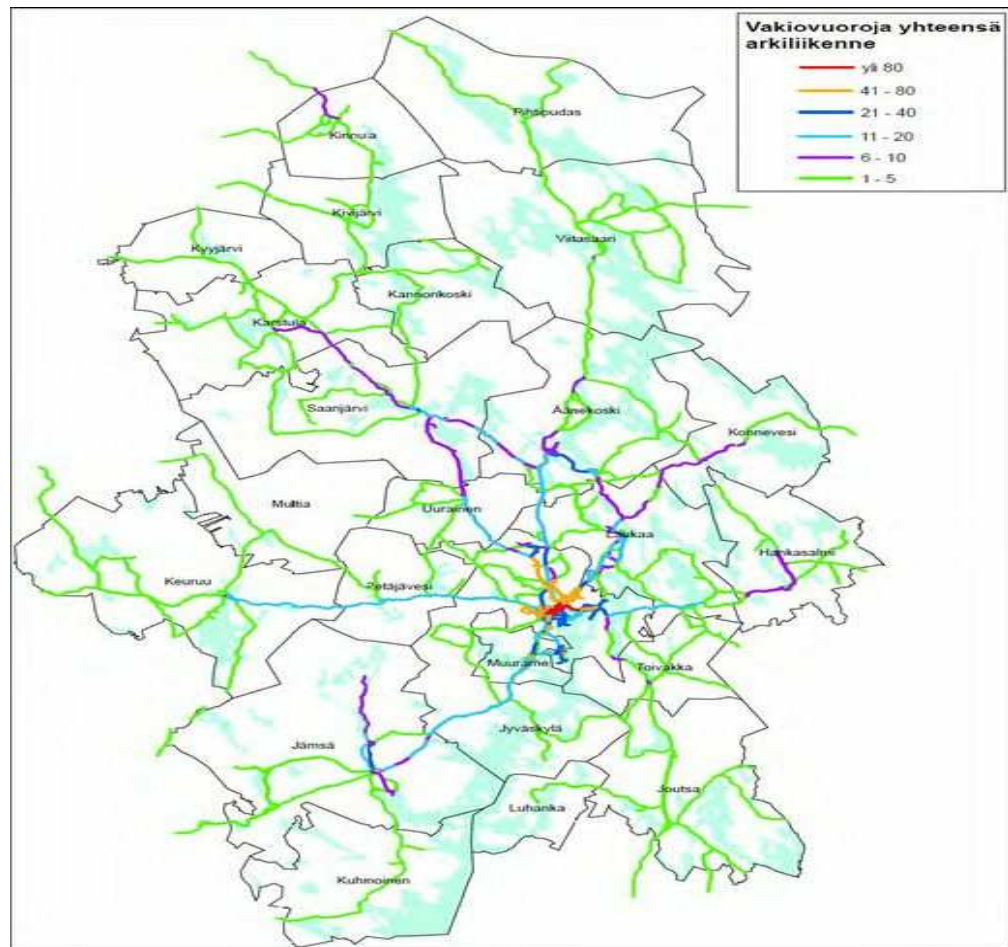 Vakiovuoroja yhteensä
arkiliikenne
yli 80
41 - 80
21 - 40
11 - 20
6 - 10
1 - 5
Pihtipudas
Kinnula
Kivijärvi
Viitasaari
Kyyjärvi
Kannonkoski
Karstula
Saarijärvi
Äänekoski
Konnevesi
Multia
Uurainen
Laukaa
Hankasalmi
Keuruu
Petäjävesi
Muurame
Toivakka
Jyväskylä
Jämsä
Joutsa
Luhanka
Kuhmoinen